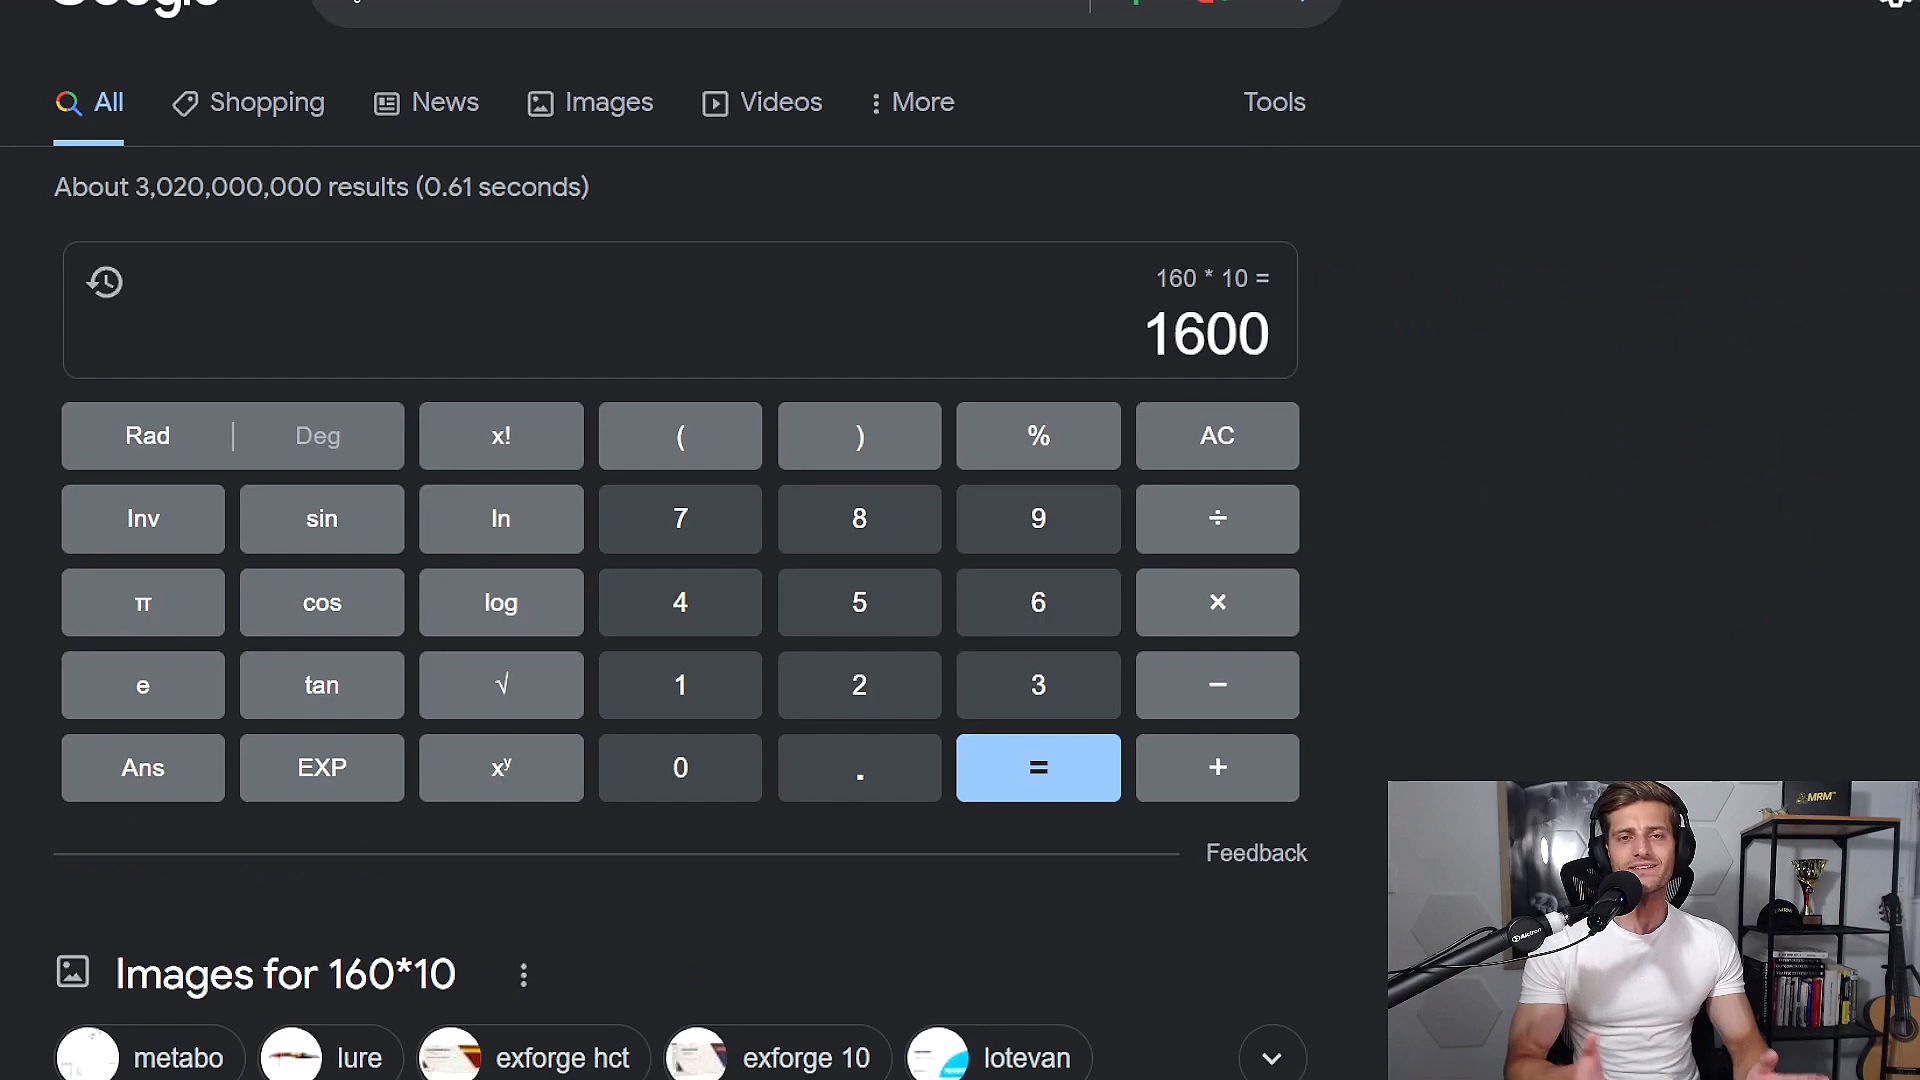 Google
All
Shopping
News
Images
Videos
More
Tools
About 3,020,000,000 results (0.61 seconds)
160 * 10 =
1600
Rad
Deg
x!
(
)
%
AC
Inv
sin
ln
7
8
9
÷
π
cos
log
4
5
6
×
e
tan
√
1
2
3
−
Ans
EXP
xʸ
0
.
=
+
Feedback
MRM
Images for 160*10
metabo
lure
exforge hct
exforge 10
lotevan